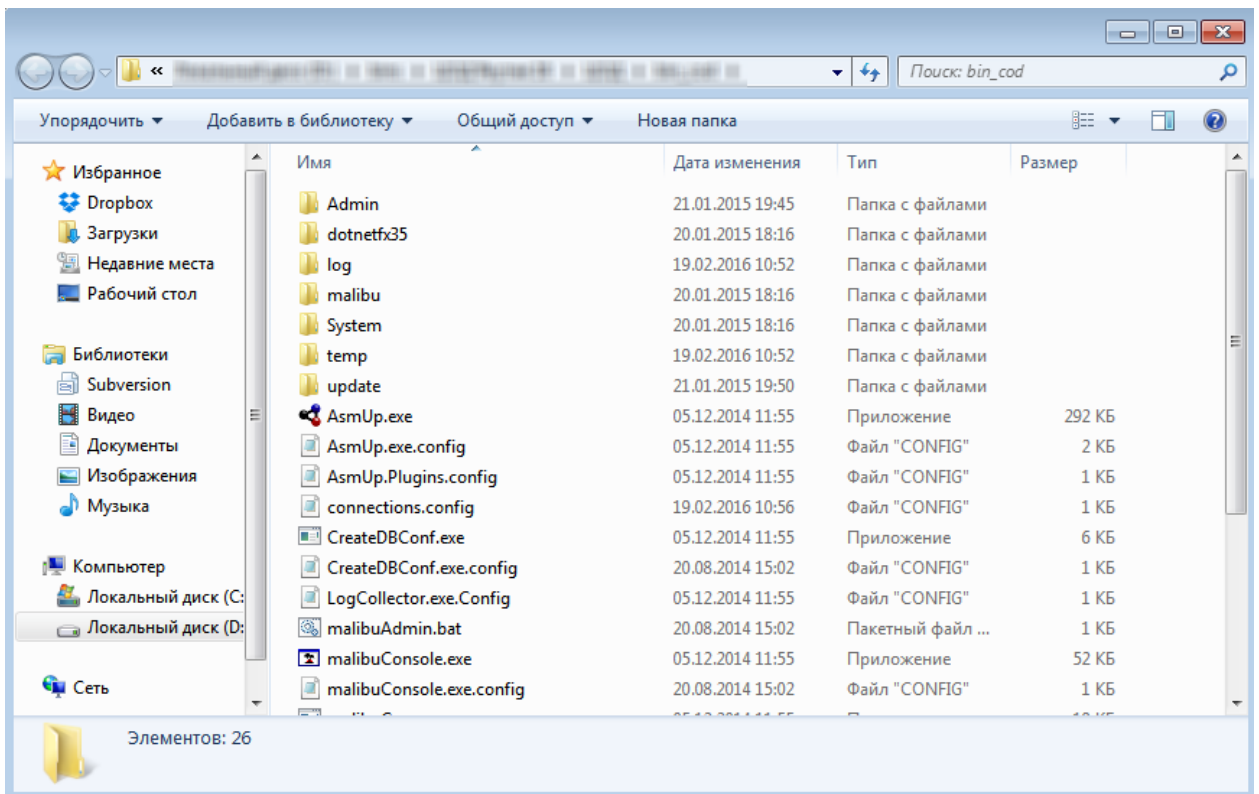 «
Поиск: bin_cod
Упорядочить Добавить в библиотеку Общий доступ Новая папка
Избранное
Dropbox
Загрузки
Недавние места
Рабочий стол
Библиотеки
Subversion
Видео
Документы
Изображения
Музыка
Компьютер
Локальный диск (C:
Локальный диск (D:
Сеть
Имя Дата изменения Тип Размер
Admin 21.01.2015 19:45 Папка с файлами
dotnetfx35 20.01.2015 18:16 Папка с файлами
log 19.02.2016 10:52 Папка с файлами
malibu 20.01.2015 18:16 Папка с файлами
System 20.01.2015 18:16 Папка с файлами
temp 19.02.2016 10:52 Папка с файлами
update 21.01.2015 19:50 Папка с файлами
AsmUp.exe 05.12.2014 11:55 Приложение 292 КБ
AsmUp.exe.config 05.12.2014 11:55 Файл "CONFIG" 2 КБ
AsmUp.Plugins.config 05.12.2014 11:55 Файл "CONFIG" 1 КБ
connections.config 19.02.2016 10:56 Файл "CONFIG" 1 КБ
CreateDBConf.exe 05.12.2014 11:55 Приложение 6 КБ
CreateDBConf.exe.config 20.08.2014 15:02 Файл "CONFIG" 1 КБ
LogCollector.exe.Config 05.12.2014 11:55 Файл "CONFIG" 1 КБ
malibuAdmin.bat 20.08.2014 15:02 Пакетный файл ... 1 КБ
malibuConsole.exe 05.12.2014 11:55 Приложение 52 КБ
malibuConsole.exe.config 20.08.2014 15:02 Файл "CONFIG" 1 КБ
Элементов: 26